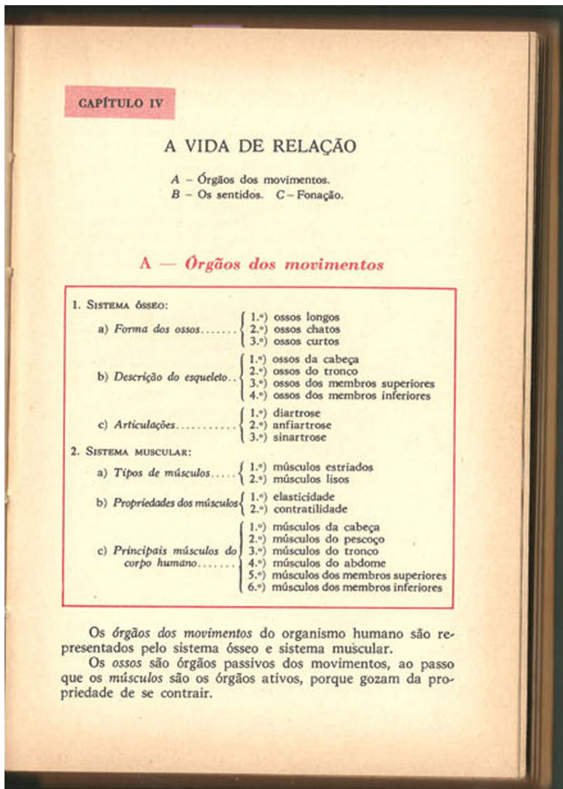 CAPÍTULO IV
A VIDA DE RELAÇÃO
A – Órgãos dos movimentos.
B – Os sentidos. C – Fonação.
A — Órgãos dos movimentos
1. SISTEMA ÓSSEO:
a) Forma dos ossos.......
1.º) ossos longos
2.º) ossos chatos
3.º) ossos curtos
b) Descrição do esqueleto..
1.º) ossos da cabeça
2.º) ossos do tronco
3.º) ossos dos membros superiores
4.º) ossos dos membros inferiores
c) Articulações...........
1.º) diartrose
2.º) anfiartrose
3.º) sinartrose
2. SISTEMA MUSCULAR:
a) Tipos de músculos.....
1.º) músculos estriados
2.º) músculos lisos
b) Propriedades dos músculos
1.º) elasticidade
2.º) contratilidade
c) Principais músculos do
corpo humano.......
1.º) músculos da cabeça
2.º) músculos do pescoço
3.º) músculos do tronco
4.º) músculos do abdome
5.º) músculos dos membros superiores
6.º) músculos dos membros inferiores
Os órgãos dos movimentos do organismo humano são re-
presentados pelo sistema ósseo e sistema muscular.
Os ossos são órgãos passivos dos movimentos, ao passo
que os músculos são os órgãos ativos, porque gozam da pro-
priedade de se contrair.